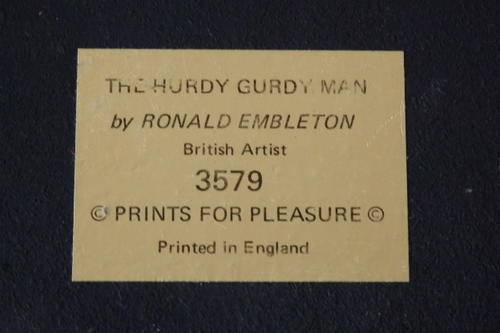 THE HURDY GURDY MAN
by RONALD EMBLETON
British Artist
3579
© PRINTS FOR PLEASURE ©
Printed in England